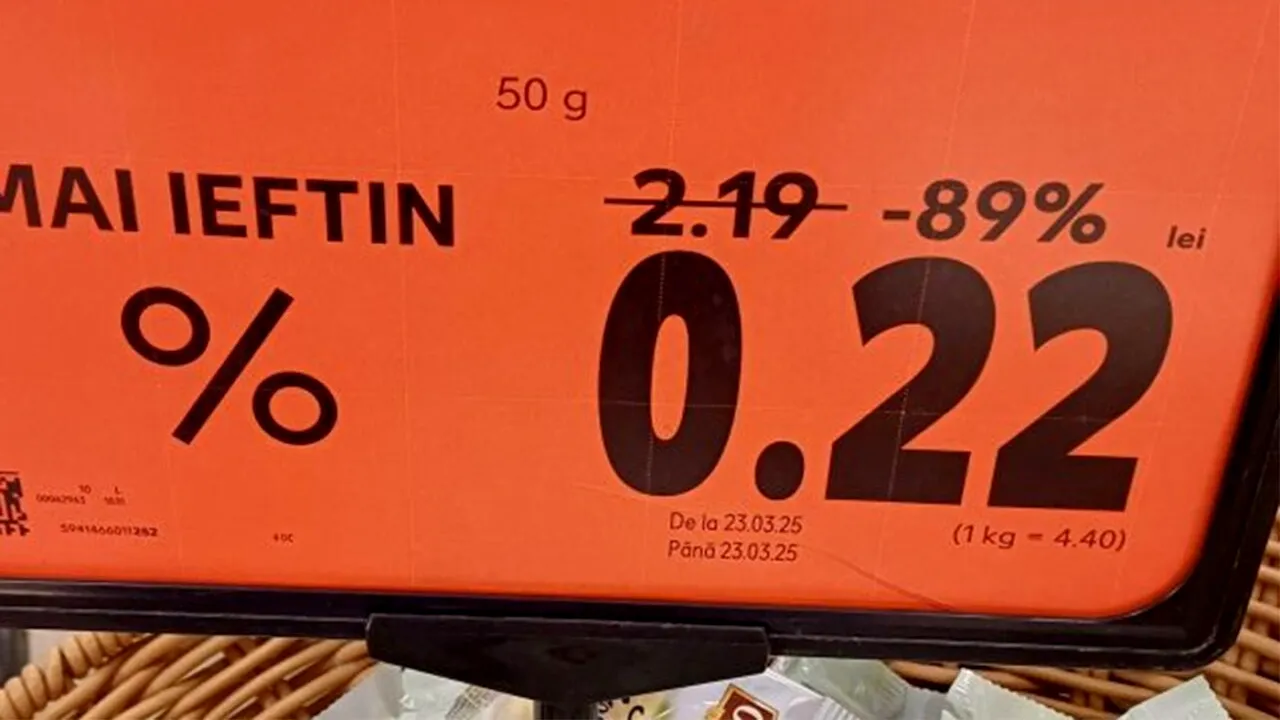 50 g
MAI IEFTIN
2.19 -89%
lei
%
0.22
De la 23.03.25
Până 23.03.25
(1 kg = 4.40)
5941466011282